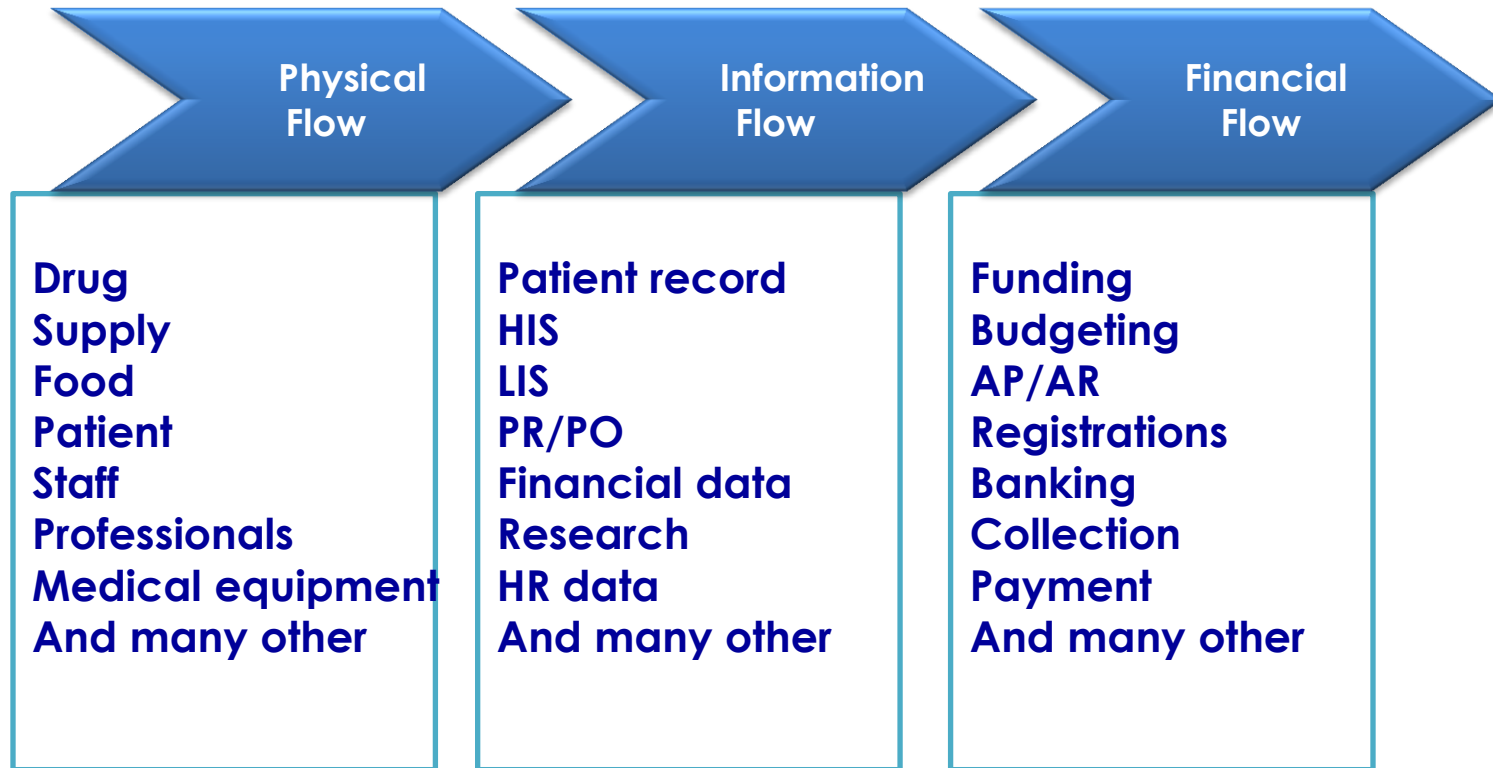 Physical
Flow
Drug
Supply
Food
Patient
Staff
Professionals
Medical equipment
And many other
Information
Flow
Patient record
HIS
LIS
PR/PO
Financial data
Research
HR data
And many other
Financial
Flow
Funding
Budgeting
AP/AR
Registrations
Banking
Collection
Payment
And many other